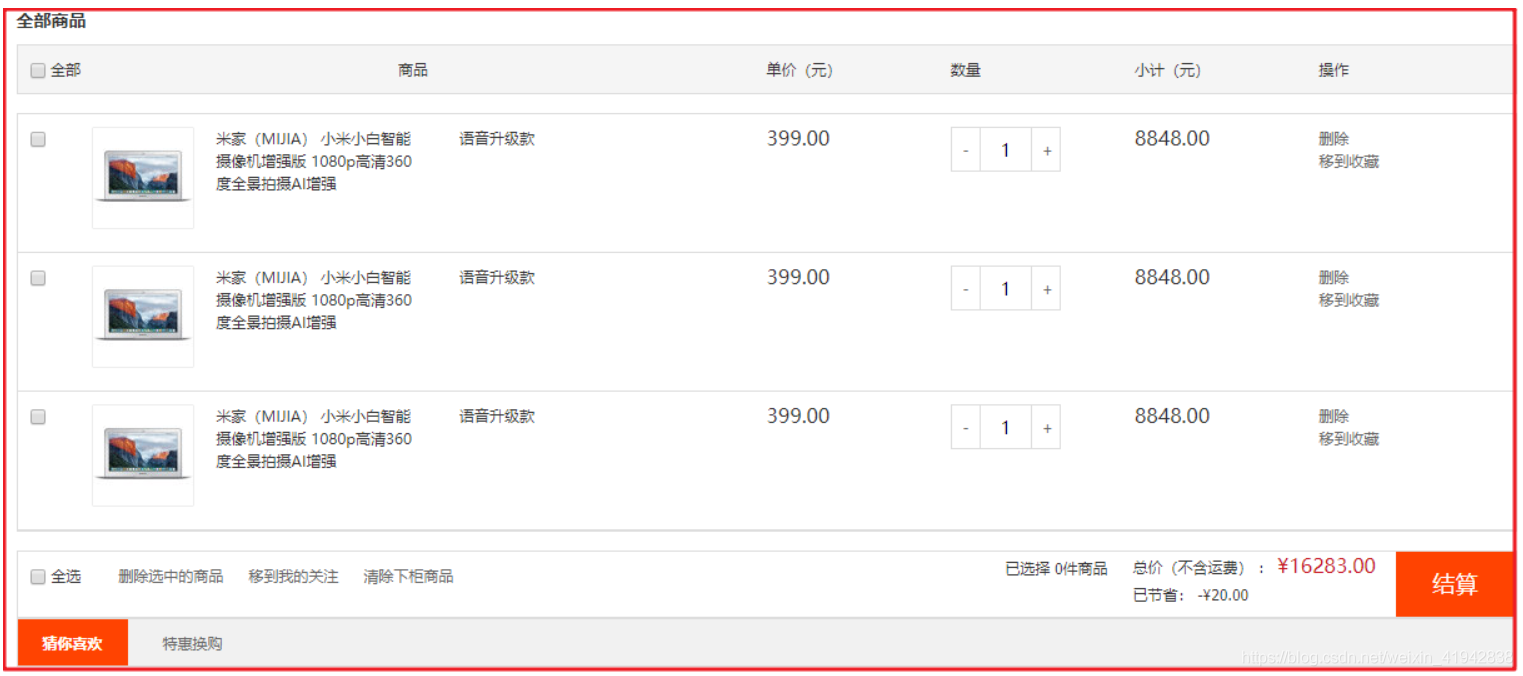 全部商品
全部 商品 单价（元） 数量 小计（元） 操作
米家（MIJIA） 小米小白智能 语音升级款 399.00 - 1 + 8848.00 删除
摄像机增强版 1080p高清360 移到收藏
度全景拍摄AI增强
米家（MIJIA） 小米小白智能 语音升级款 399.00 - 1 + 8848.00 删除
摄像机增强版 1080p高清360 移到收藏
度全景拍摄AI增强
米家（MIJIA） 小米小白智能 语音升级款 399.00 - 1 + 8848.00 删除
摄像机增强版 1080p高清360 移到收藏
度全景拍摄AI增强
全选 删除选中的商品 移到我的关注 清除下柜商品 已选择 0件商品 总价（不含运费）： ¥16283.00 结算
已节省： -¥20.00
猜你喜欢 特惠换购
https://blog.csdn.net/weixin_41942838